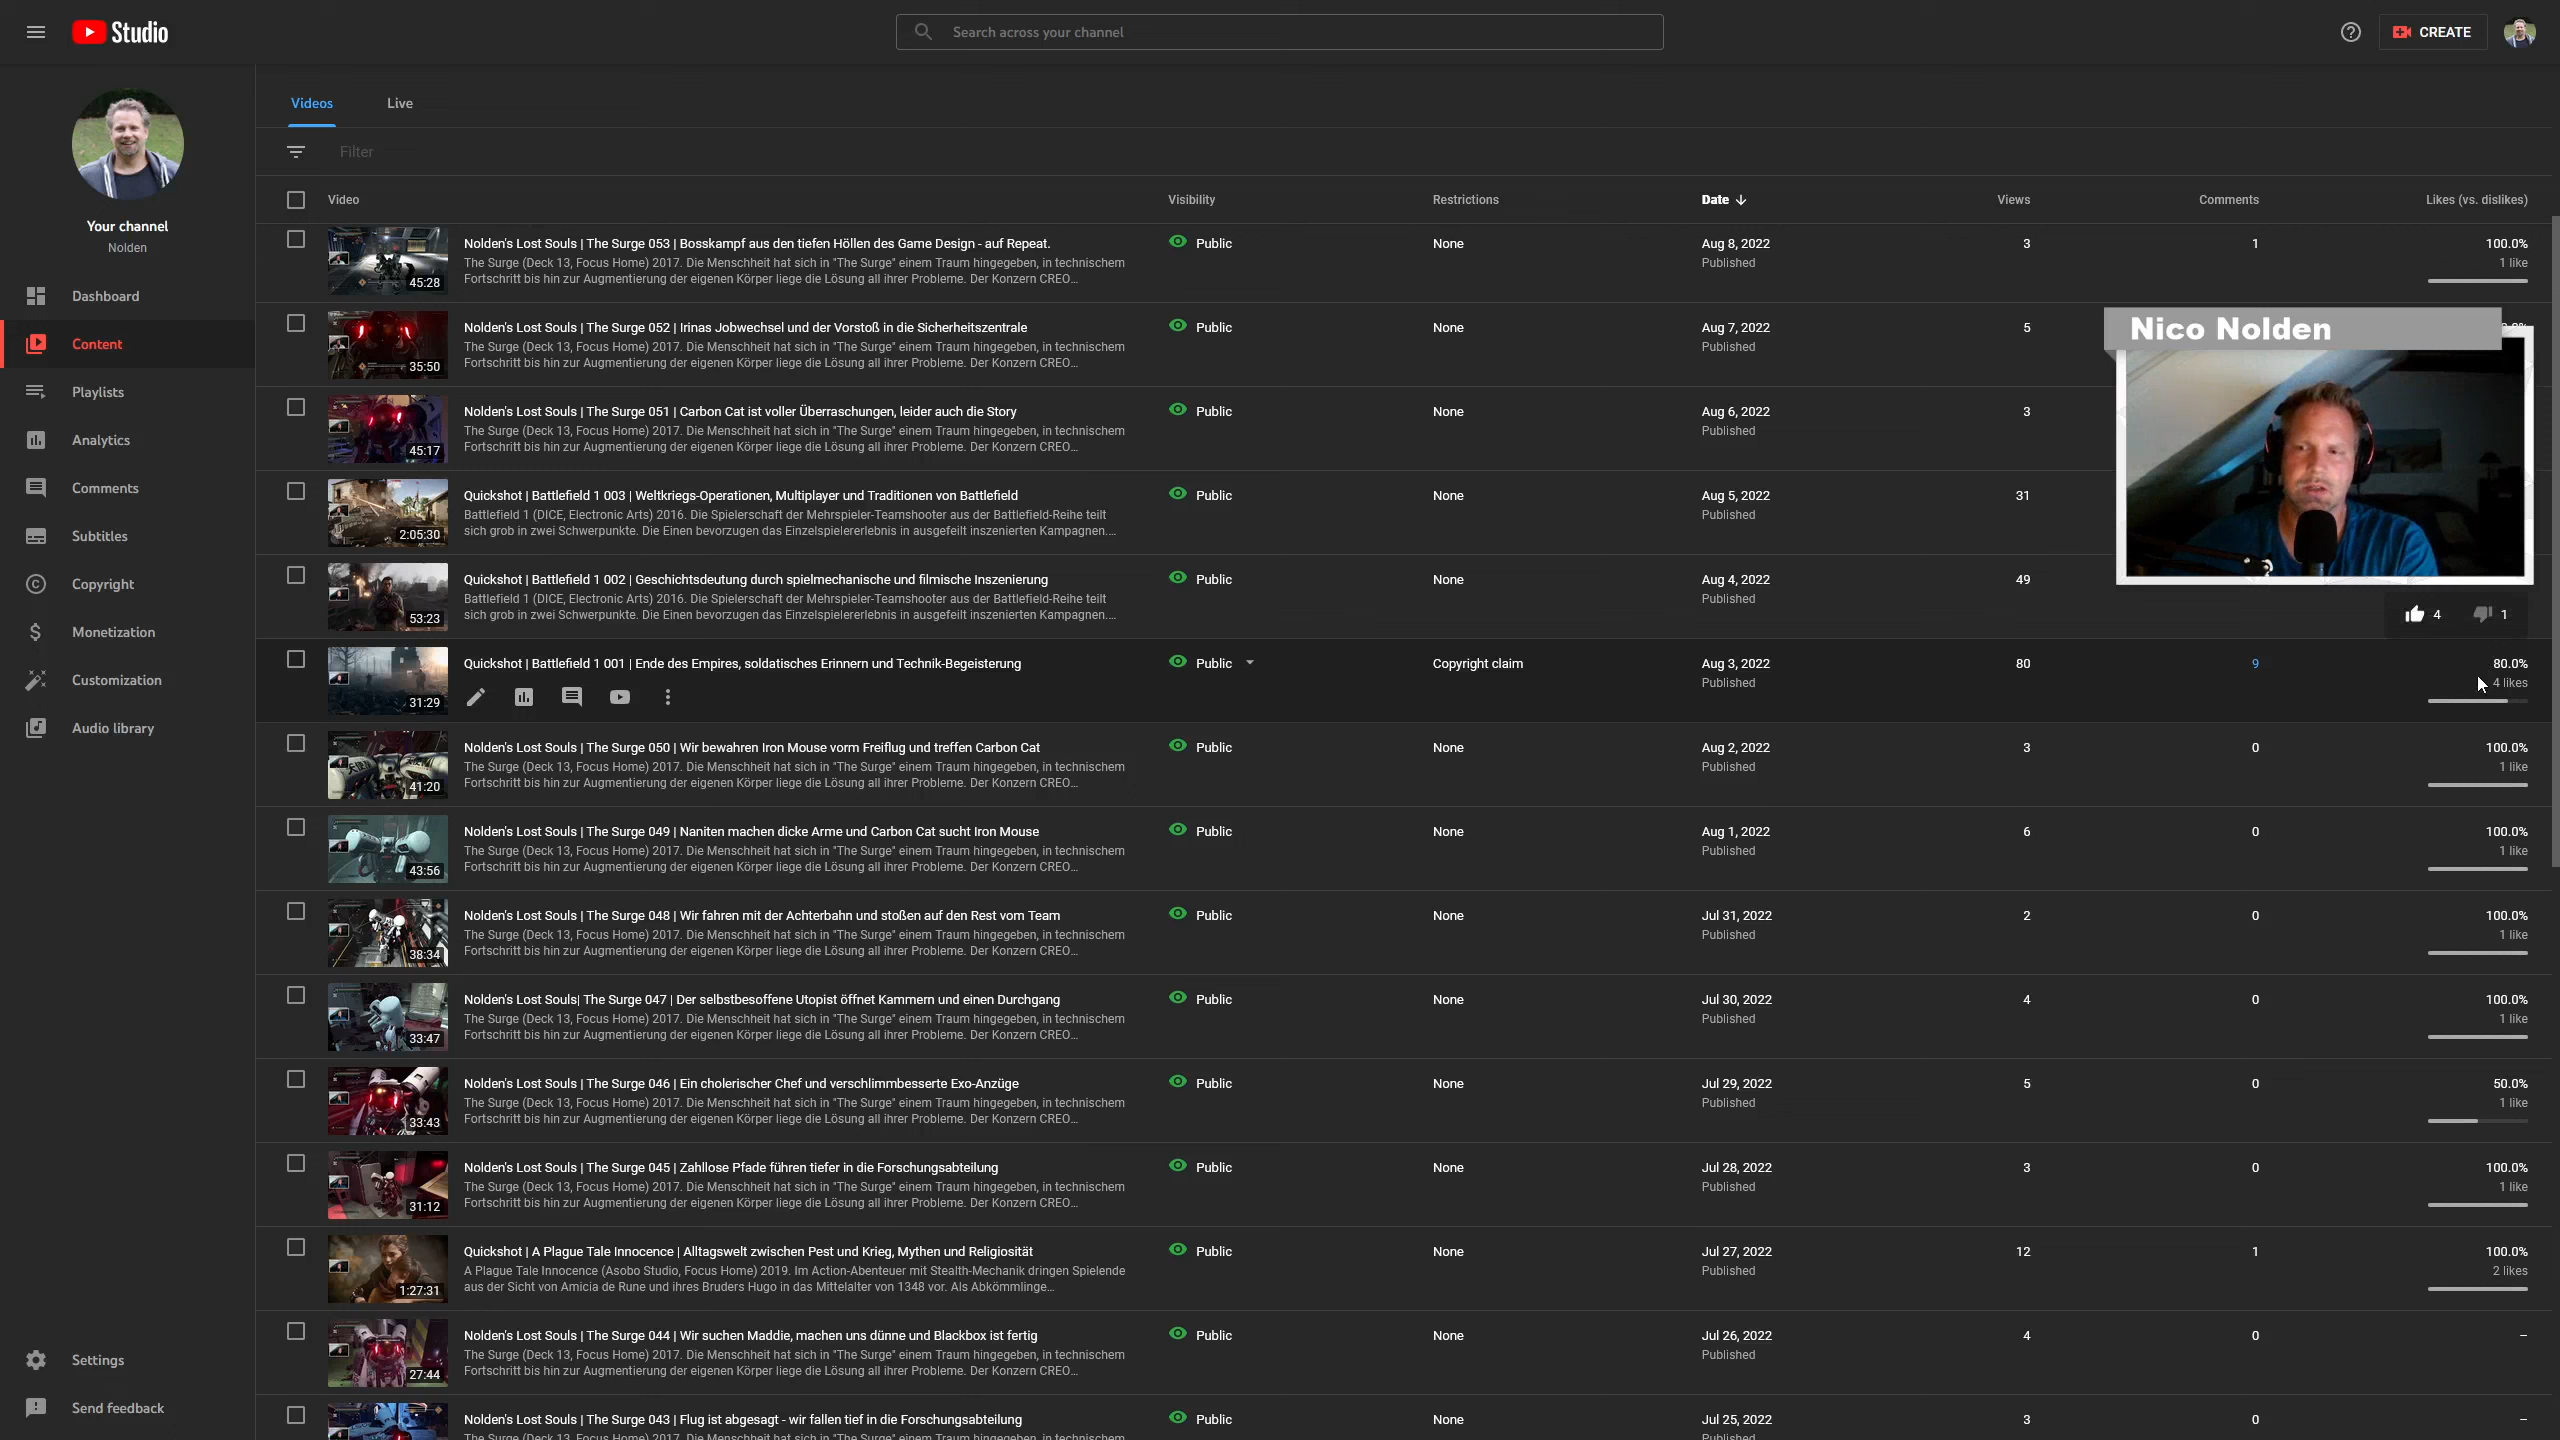 Studio
Search across your channel
CREATE
Your channel
Nolden
Dashboard
Content
Playlists
Analytics
Comments
Subtitles
Copyright
Monetization
Customization
Audio library
Settings
Send feedback
Videos Live
Filter
Video Visibility Restrictions Date Views Comments Likes (vs. dislikes)
Nolden's Lost Souls | The Surge 053 | Bosskampf aus den tiefen Höllen des Game Design - auf Repeat. Public None Aug 8, 2022 3 1 100.0%
The Surge (Deck 13, Focus Home) 2017. Die Menschheit hat sich in "The Surge" einem Traum hingegeben, in technischem Published 1 like
45:28 Fortschritt bis hin zur Augmentierung der eigenen Körper liege die Lösung all ihrer Probleme. Der Konzern CREO...
Nolden's Lost Souls | The Surge 052 | Irinas Jobwechsel und der Vorstoß in die Sicherheitszentrale Public None Aug 7, 2022 5
Nico Nolden
The Surge (Deck 13, Focus Home) 2017. Die Menschheit hat sich in "The Surge" einem Traum hingegeben, in technischem Published
35:50 Fortschritt bis hin zur Augmentierung der eigenen Körper liege die Lösung all ihrer Probleme. Der Konzern CREO...
Nolden's Lost Souls | The Surge 051 | Carbon Cat ist voller Überraschungen, leider auch die Story Public None Aug 6, 2022 3
The Surge (Deck 13, Focus Home) 2017. Die Menschheit hat sich in "The Surge" einem Traum hingegeben, in technischem Published
45:17 Fortschritt bis hin zur Augmentierung der eigenen Körper liege die Lösung all ihrer Probleme. Der Konzern CREO...
Quickshot | Battlefield 1 003 | Weltkriegs-Operationen, Multiplayer und Traditionen von Battlefield Public None Aug 5, 2022 31
Battlefield 1 (DICE, Electronic Arts) 2016. Die Spielerschaft der Mehrspieler-Teamshooter aus der Battlefield-Reihe teilt Published
2:05:30 sich grob in zwei Schwerpunkte. Die Einen bevorzugen das Einzelspielererlebnis in ausgefeilt inszenierten Kampagnen....
Quickshot | Battlefield 1 002 | Geschichtsdeutung durch spielmechanische und filmische Inszenierung Public None Aug 4, 2022 49
Battlefield 1 (DICE, Electronic Arts) 2016. Die Spielerschaft der Mehrspieler-Teamshooter aus der Battlefield-Reihe teilt Published
53:23 sich grob in zwei Schwerpunkte. Die Einen bevorzugen das Einzelspielererlebnis in ausgefeilt inszenierten Kampagnen....
4 1
Quickshot | Battlefield 1 001 | Ende des Empires, soldatisches Erinnern und Technik-Begeisterung Public Copyright claim Aug 3, 2022 80 9 80.0%
Published 4 likes
31:29
Nolden's Lost Souls | The Surge 050 | Wir bewahren Iron Mouse vorm Freiflug und treffen Carbon Cat Public None Aug 2, 2022 3 0 100.0%
The Surge (Deck 13, Focus Home) 2017. Die Menschheit hat sich in "The Surge" einem Traum hingegeben, in technischem Published 1 like
41:20 Fortschritt bis hin zur Augmentierung der eigenen Körper liege die Lösung all ihrer Probleme. Der Konzern CREO...
Nolden's Lost Souls | The Surge 049 | Naniten machen dicke Arme und Carbon Cat sucht Iron Mouse Public None Aug 1, 2022 6 0 100.0%
The Surge (Deck 13, Focus Home) 2017. Die Menschheit hat sich in "The Surge" einem Traum hingegeben, in technischem Published 1 like
43:56 Fortschritt bis hin zur Augmentierung der eigenen Körper liege die Lösung all ihrer Probleme. Der Konzern CREO...
Nolden's Lost Souls | The Surge 048 | Wir fahren mit der Achterbahn und stoßen auf den Rest vom Team Public None Jul 31, 2022 2 0 100.0%
The Surge (Deck 13, Focus Home) 2017. Die Menschheit hat sich in "The Surge" einem Traum hingegeben, in technischem Published 1 like
38:34 Fortschritt bis hin zur Augmentierung der eigenen Körper liege die Lösung all ihrer Probleme. Der Konzern CREO...
Nolden's Lost Souls| The Surge 047 | Der selbstbesoffene Utopist öffnet Kammern und einen Durchgang Public None Jul 30, 2022 4 0 100.0%
The Surge (Deck 13, Focus Home) 2017. Die Menschheit hat sich in "The Surge" einem Traum hingegeben, in technischem Published 1 like
33:47 Fortschritt bis hin zur Augmentierung der eigenen Körper liege die Lösung all ihrer Probleme. Der Konzern CREO...
Nolden's Lost Souls | The Surge 046 | Ein cholerischer Chef und verschlimmbesserte Exo-Anzüge Public None Jul 29, 2022 5 0 50.0%
The Surge (Deck 13, Focus Home) 2017. Die Menschheit hat sich in "The Surge" einem Traum hingegeben, in technischem Published 1 like
33:43 Fortschritt bis hin zur Augmentierung der eigenen Körper liege die Lösung all ihrer Probleme. Der Konzern CREO...
Nolden's Lost Souls | The Surge 045 | Zahllose Pfade führen tiefer in die Forschungsabteilung Public None Jul 28, 2022 3 0 100.0%
The Surge (Deck 13, Focus Home) 2017. Die Menschheit hat sich in "The Surge" einem Traum hingegeben, in technischem Published 1 like
31:12 Fortschritt bis hin zur Augmentierung der eigenen Körper liege die Lösung all ihrer Probleme. Der Konzern CREO...
Quickshot | A Plague Tale Innocence | Alltagswelt zwischen Pest und Krieg, Mythen und Religiosität Public None Jul 27, 2022 12 1 100.0%
A Plague Tale Innocence (Asobo Studio, Focus Home) 2019. Im Action-Abenteuer mit Stealth-Mechanik dringen Spielende Published 2 likes
1:27:31 aus der Sicht von Amicia de Rune und ihres Bruders Hugo in das Mittelalter von 1348 vor. Als Abkömmlinge...
Nolden's Lost Souls | The Surge 044 | Wir suchen Maddie, machen uns dünne und Blackbox ist fertig Public None Jul 26, 2022 4 0 –
The Surge (Deck 13, Focus Home) 2017. Die Menschheit hat sich in "The Surge" einem Traum hingegeben, in technischem Published
27:44 Fortschritt bis hin zur Augmentierung der eigenen Körper liege die Lösung all ihrer Probleme. Der Konzern CREO...
Nolden's Lost Souls | The Surge 043 | Flug ist abgesagt - wir fallen tief in die Forschungsabteilung Public None Jul 25, 2022 3 0 –
The Surge (Deck 13, Focus Home) 2017. Die Menschheit hat sich in "The Surge" einem Traum hingegeben, in technischem Published